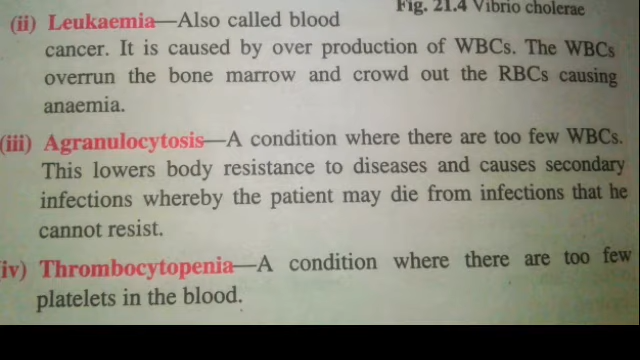 Fig. 21.4 Vibrio cholerae
(ii) Leukaemia—Also called blood
cancer. It is caused by over production of WBCs. The WBCs
overrun the bone marrow and crowd out the RBCs causing
anaemia.
(iii) Agranulocytosis—A condition where there are too few WBCs.
This lowers body resistance to diseases and causes secondary
infections whereby the patient may die from infections that he
cannot resist.
iv) Thrombocytopenia—A condition where there are too few
platelets in the blood.